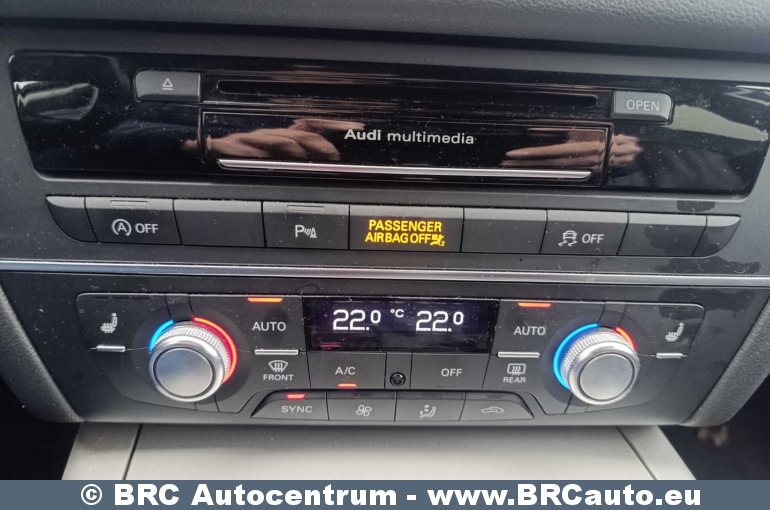 OPEN
Audi multimedia
A OFF
P
PASSENGER
AIR BAG OFF 2
OFF
AUTO
22.0 °C 22.0
AUTO
FRONT
A/C
OFF
REAR
SYNC
© BRC Autocentrum - www.BRCauto.eu